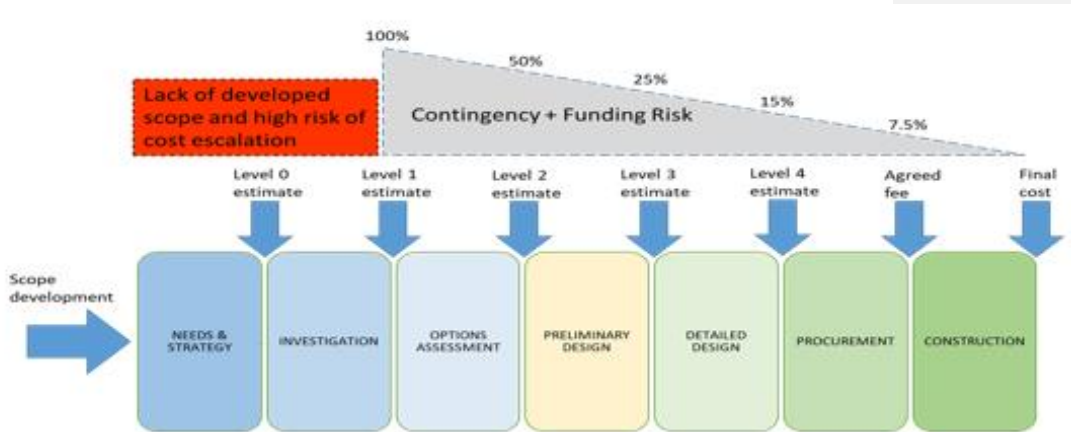 100%
50%
25%
15%
7.5%
Lack of developed
scope and high risk of
cost escalation
Contingency + Funding Risk
Level 0
estimate
Level 1
estimate
Level 2
estimate
Level 3
estimate
Level 4
estimate
Agreed
fee
Final
cost
Scope
development
NEEDS &
STRATEGY
INVESTIGATION
OPTIONS
ASSESSMENT
PRELIMINARY
DESIGN
DETAILED
DESIGN
PROCUREMENT
CONSTRUCTION